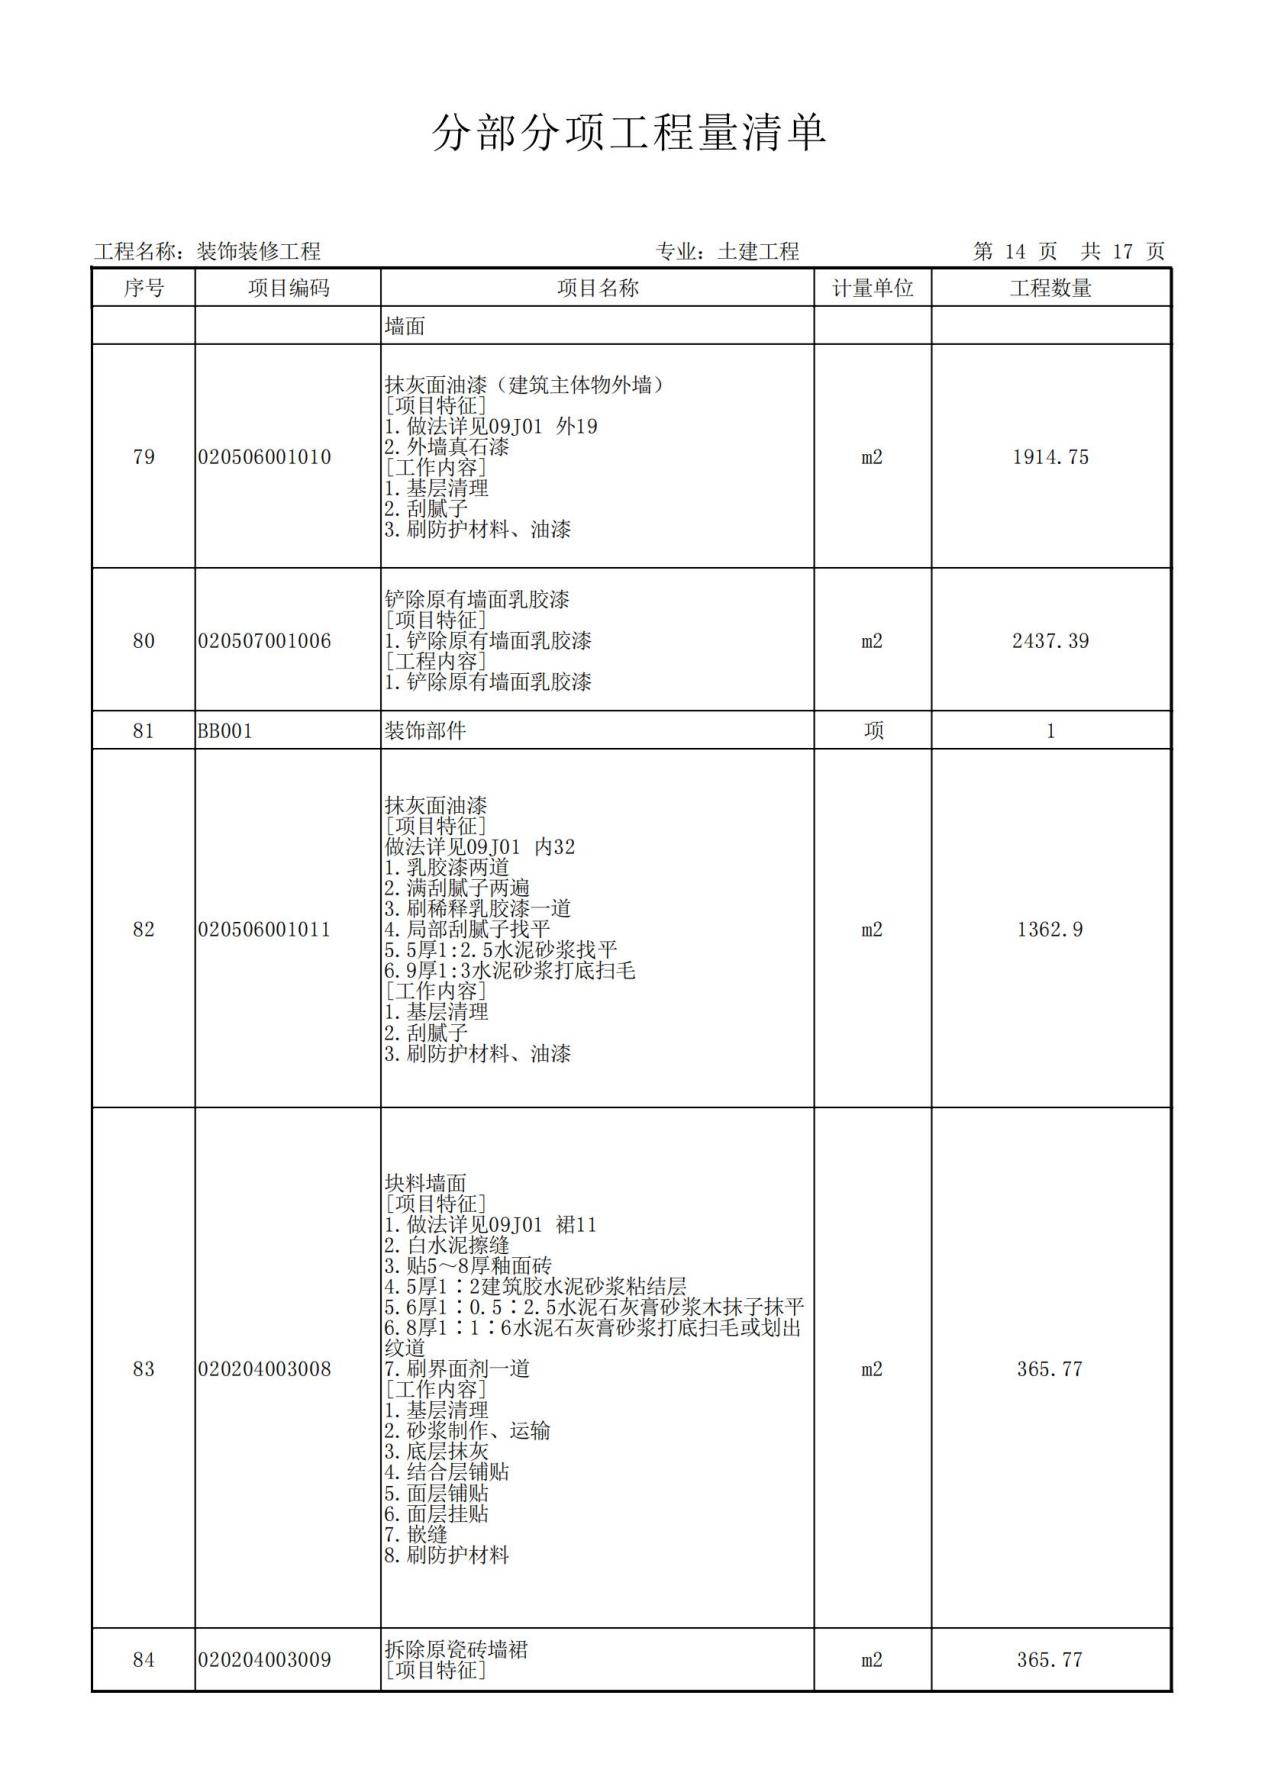 分部分项工程量清单
工程名称：装饰装修工程 专业：土建工程 第 14 页 共 17 页
序号 项目编码 项目名称 计量单位 工程数量
墙面
抹灰面油漆（建筑主体物外墙）
[项目特征]
1.做法详见09J01 外19
2.外墙真石漆
79 020506001010 [工作内容] m2 1914.75
1.基层清理
2.刮腻子
3.刷防护材料、油漆
铲除原有墙面乳胶漆
[项目特征]
80 020507001006 1.铲除原有墙面乳胶漆 m2 2437.39
[工程内容]
1.铲除原有墙面乳胶漆
81 BB001 装饰部件 项 1
抹灰面油漆
[项目特征]
做法详见09J01 内32
1.乳胶漆两道
2.满刮腻子两遍
3.刷稀释乳胶漆一道
82 020506001011 4.局部刮腻子找平 m2 1362.9
5.5厚1:2.5水泥砂浆找平
6.9厚1:3水泥砂浆打底扫毛
[工作内容]
1.基层清理
2.刮腻子
3.刷防护材料、油漆
块料墙面
[项目特征]
1.做法详见09J01 裙11
2.白水泥擦缝
3.贴5～8厚釉面砖
4.5厚1∶2建筑胶水泥砂浆粘结层
5.6厚1∶0.5∶2.5水泥石灰膏砂浆木抹子抹平
6.8厚1∶1∶6水泥石灰膏砂浆打底扫毛或划出
纹道
83 020204003008 7.刷界面剂一道 m2 365.77
[工作内容]
1.基层清理
2.砂浆制作、运输
3.底层抹灰
4.结合层铺贴
5.面层铺贴
6.面层挂贴
7.嵌缝
8.刷防护材料
拆除原瓷砖墙裙
84 020204003009 [项目特征] m2 365.77